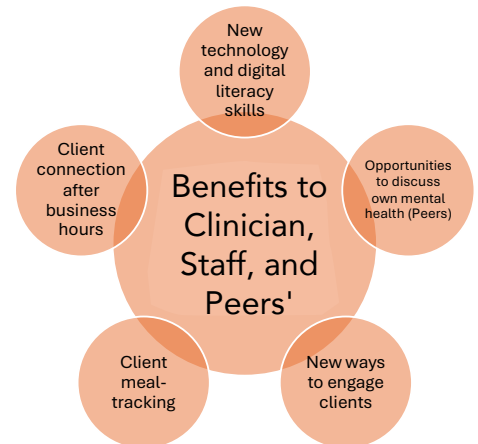 New
technology
and digital
literacy
skills
Client
connection
after
business
hours
Opportunities
to discuss
own mental
health (Peers)
Benefits to
Clinician,
Staff, and
Peers'
Client
meal-
tracking
New ways
to engage
clients